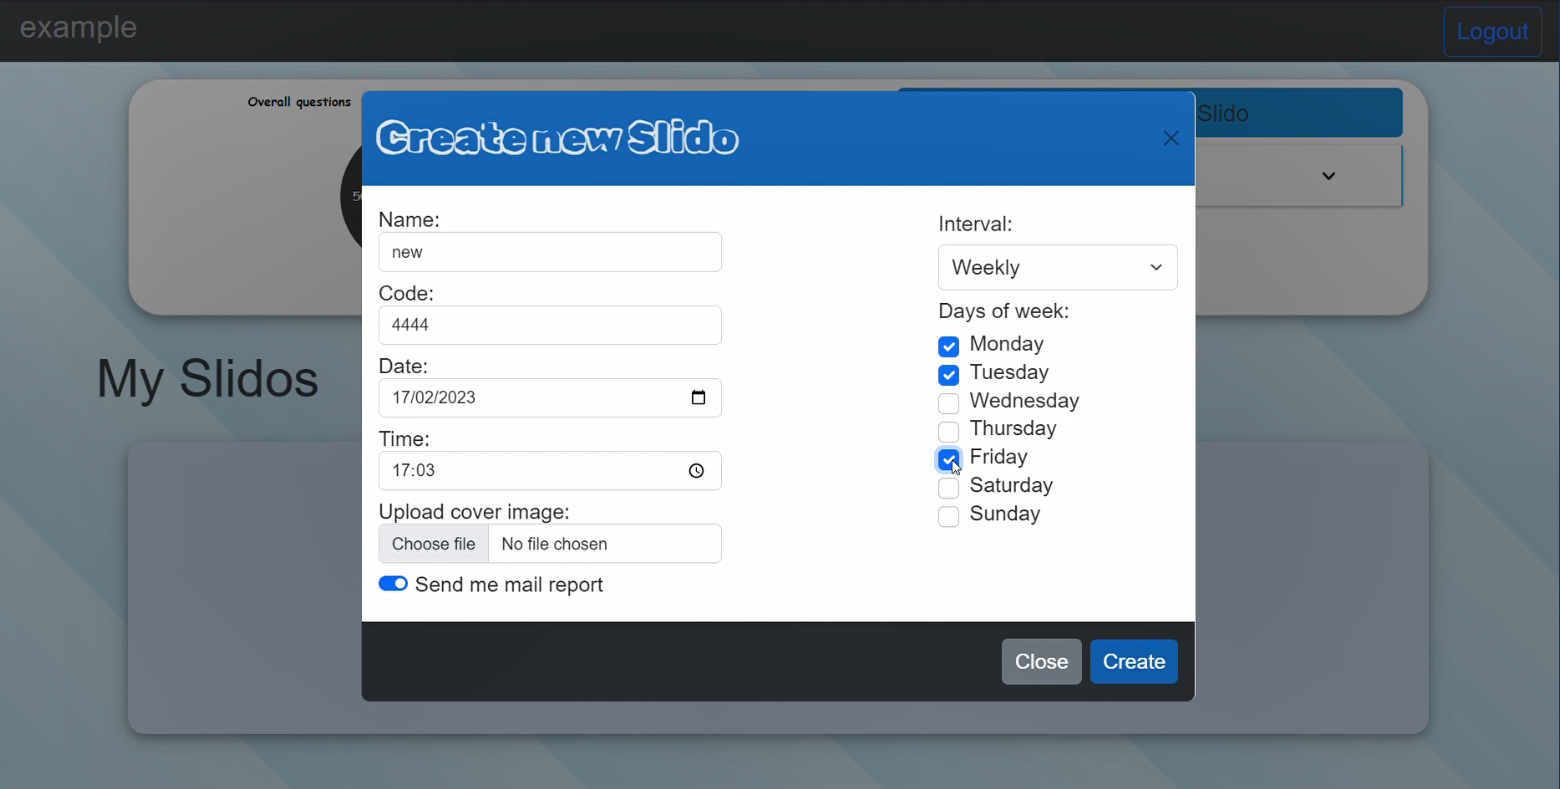 example
Logout
Overall questions
Slido
Create new Slido
Name:
new
Code:
4444
Date:
17/02/2023
Time:
17:03
Upload cover image:
Choose file No file chosen
Send me mail report
Interval:
Weekly
Days of week:
Monday
Tuesday
Wednesday
Thursday
Friday
Saturday
Sunday
My Slidos
Close
Create